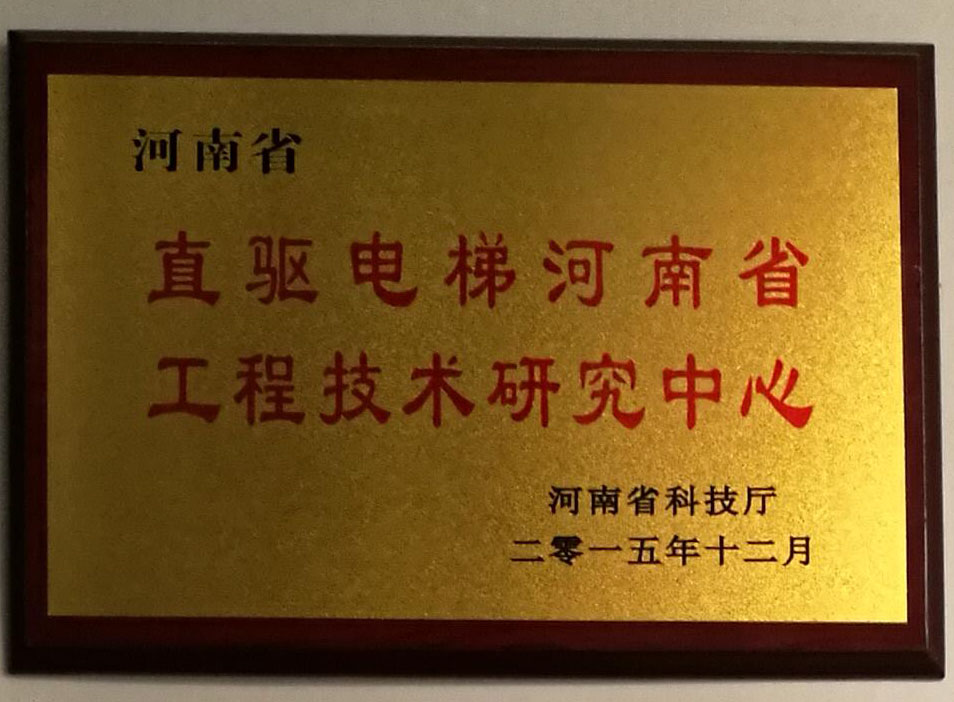 河南省
直驱电梯河南省
工程技术研究中心
河南省科技厅
二零一五年十二月